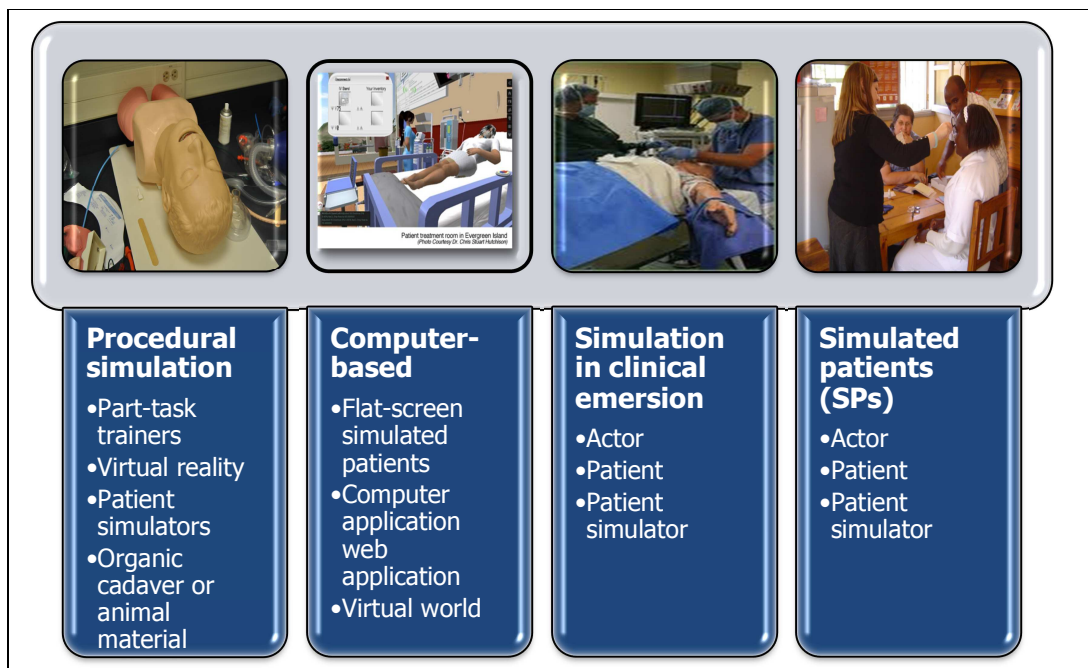 Patient treatment room in Evergreen Island
(Photo Courtesy Dr. Chris Stuart Hutchison)
Procedural
simulation
•Part-task
trainers
•Virtual reality
•Patient
simulators
•Organic
cadaver or
animal
material
Computer-
based
•Flat-screen
simulated
patients
•Computer
application
web
application
•Virtual world
Simulation
in clinical
emersion
•Actor
•Patient
•Patient
simulator
Simulated
patients
(SPs)
•Actor
•Patient
•Patient
simulator